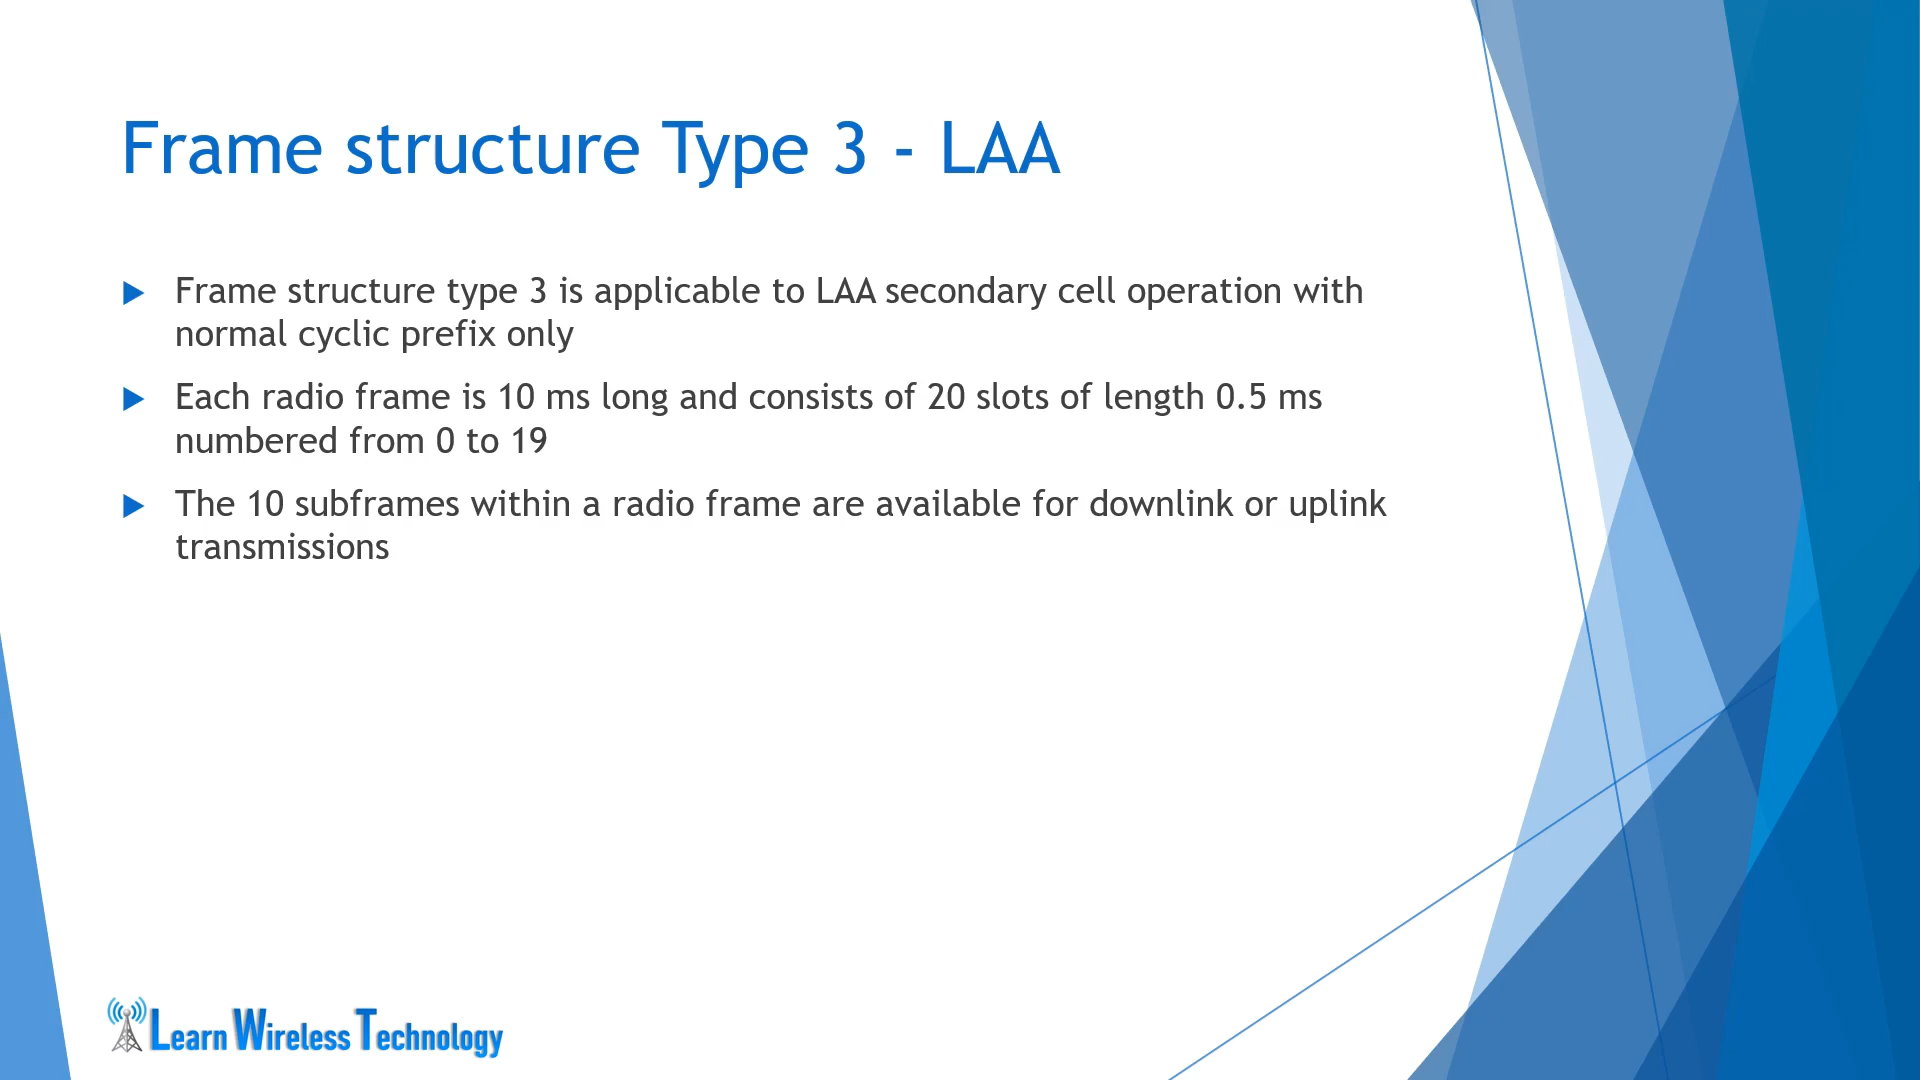 Frame structure Type 3 - LAA
Frame structure type 3 is applicable to LAA secondary cell operation with
normal cyclic prefix only
Each radio frame is 10 ms long and consists of 20 slots of length 0.5 ms
numbered from 0 to 19
The 10 subframes within a radio frame are available for downlink or uplink
transmissions
Learn Wireless Technology